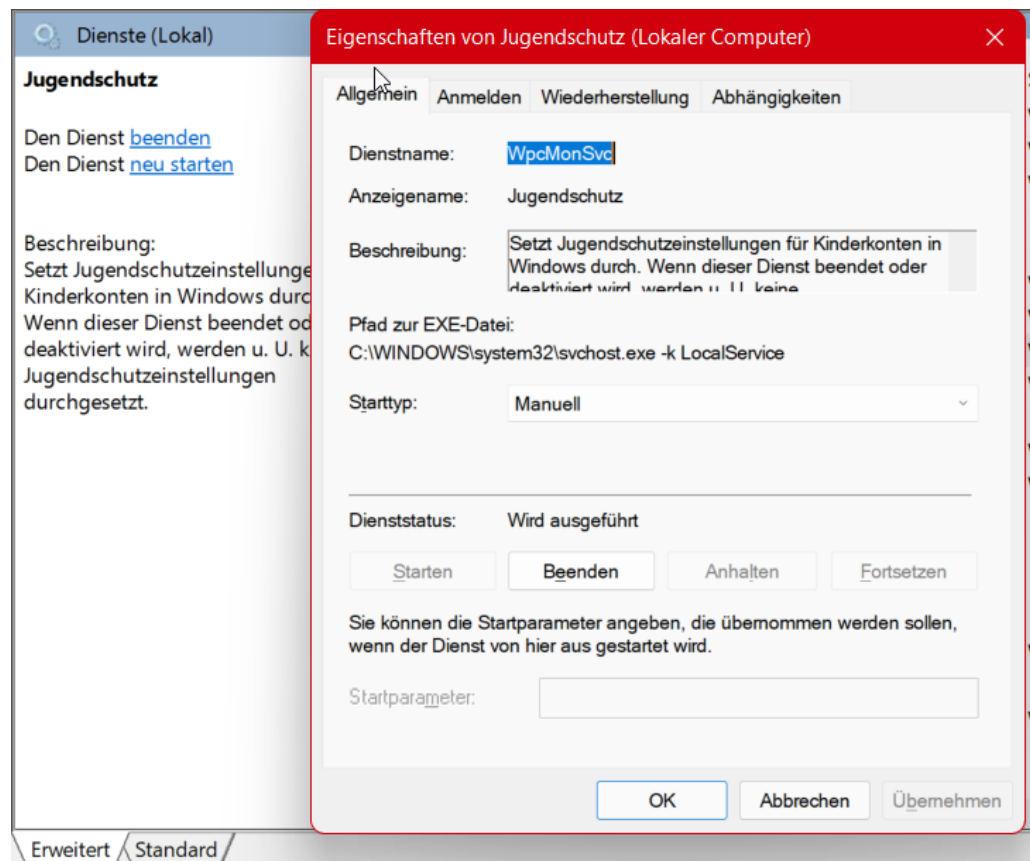 Dienste (Lokal)
Jugendschutz
Den Dienst beenden
Den Dienst neu starten
Beschreibung:
Setzt Jugendschutzeinstellunge
Kinderkonten in Windows durc
Wenn dieser Dienst beendet od
deaktiviert wird, werden u. U. k
Jugendschutzeinstellungen
durchgesetzt.
Erweitert
Standard
Eigenschaften von Jugendschutz (Lokaler Computer)
Allgemein Anmelden Wiederherstellung Abhängigkeiten
Dienstname: WpcMonSvc
Anzeigename: Jugendschutz
Beschreibung: Setzt Jugendschutzeinstellungen für Kinderkonten in
Windows durch. Wenn dieser Dienst beendet oder
deaktiviert wird, werden u. U. keine
Pfad zur EXE-Datei:
C:\WINDOWS\system32\svchost.exe -k LocalService
Starttyp: Manuell
Dienststatus: Wird ausgeführt
Starten Beenden Anhalten Fortsetzen
Sie können die Startparameter angeben, die übernommen werden sollen,
wenn der Dienst von hier aus gestartet wird.
Startparameter:
OK Abbrechen Übernehmen